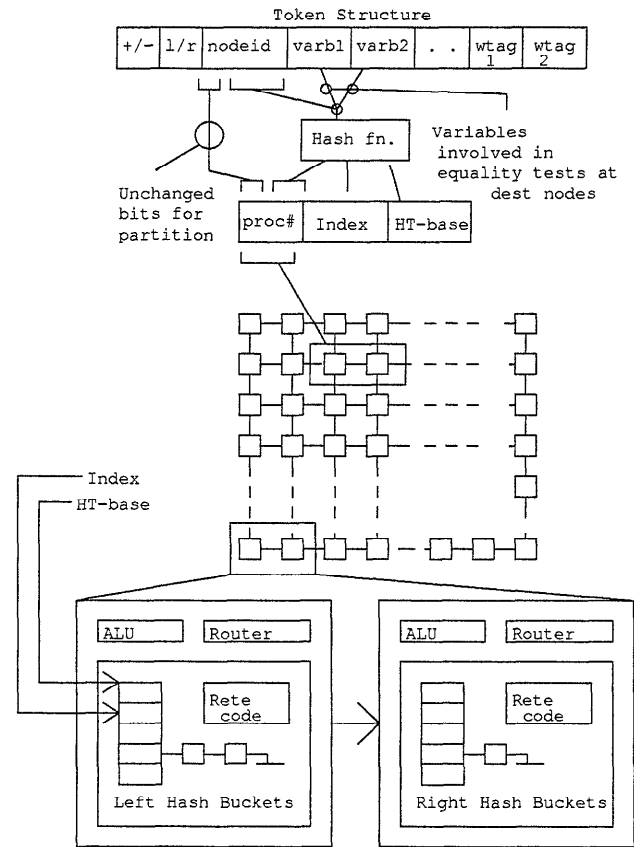 Token Structure
+/- l/r nodeid varb1 varb2 . . wtag 1 wtag 2
Hash fn.
Variables
involved in
equality tests at
dest nodes
Unchanged
bits for
partition
proc# Index HT-base
Index
HT-base
ALU Router
Rete
code
Left Hash Buckets
ALU Router
Rete
code
Right Hash Buckets